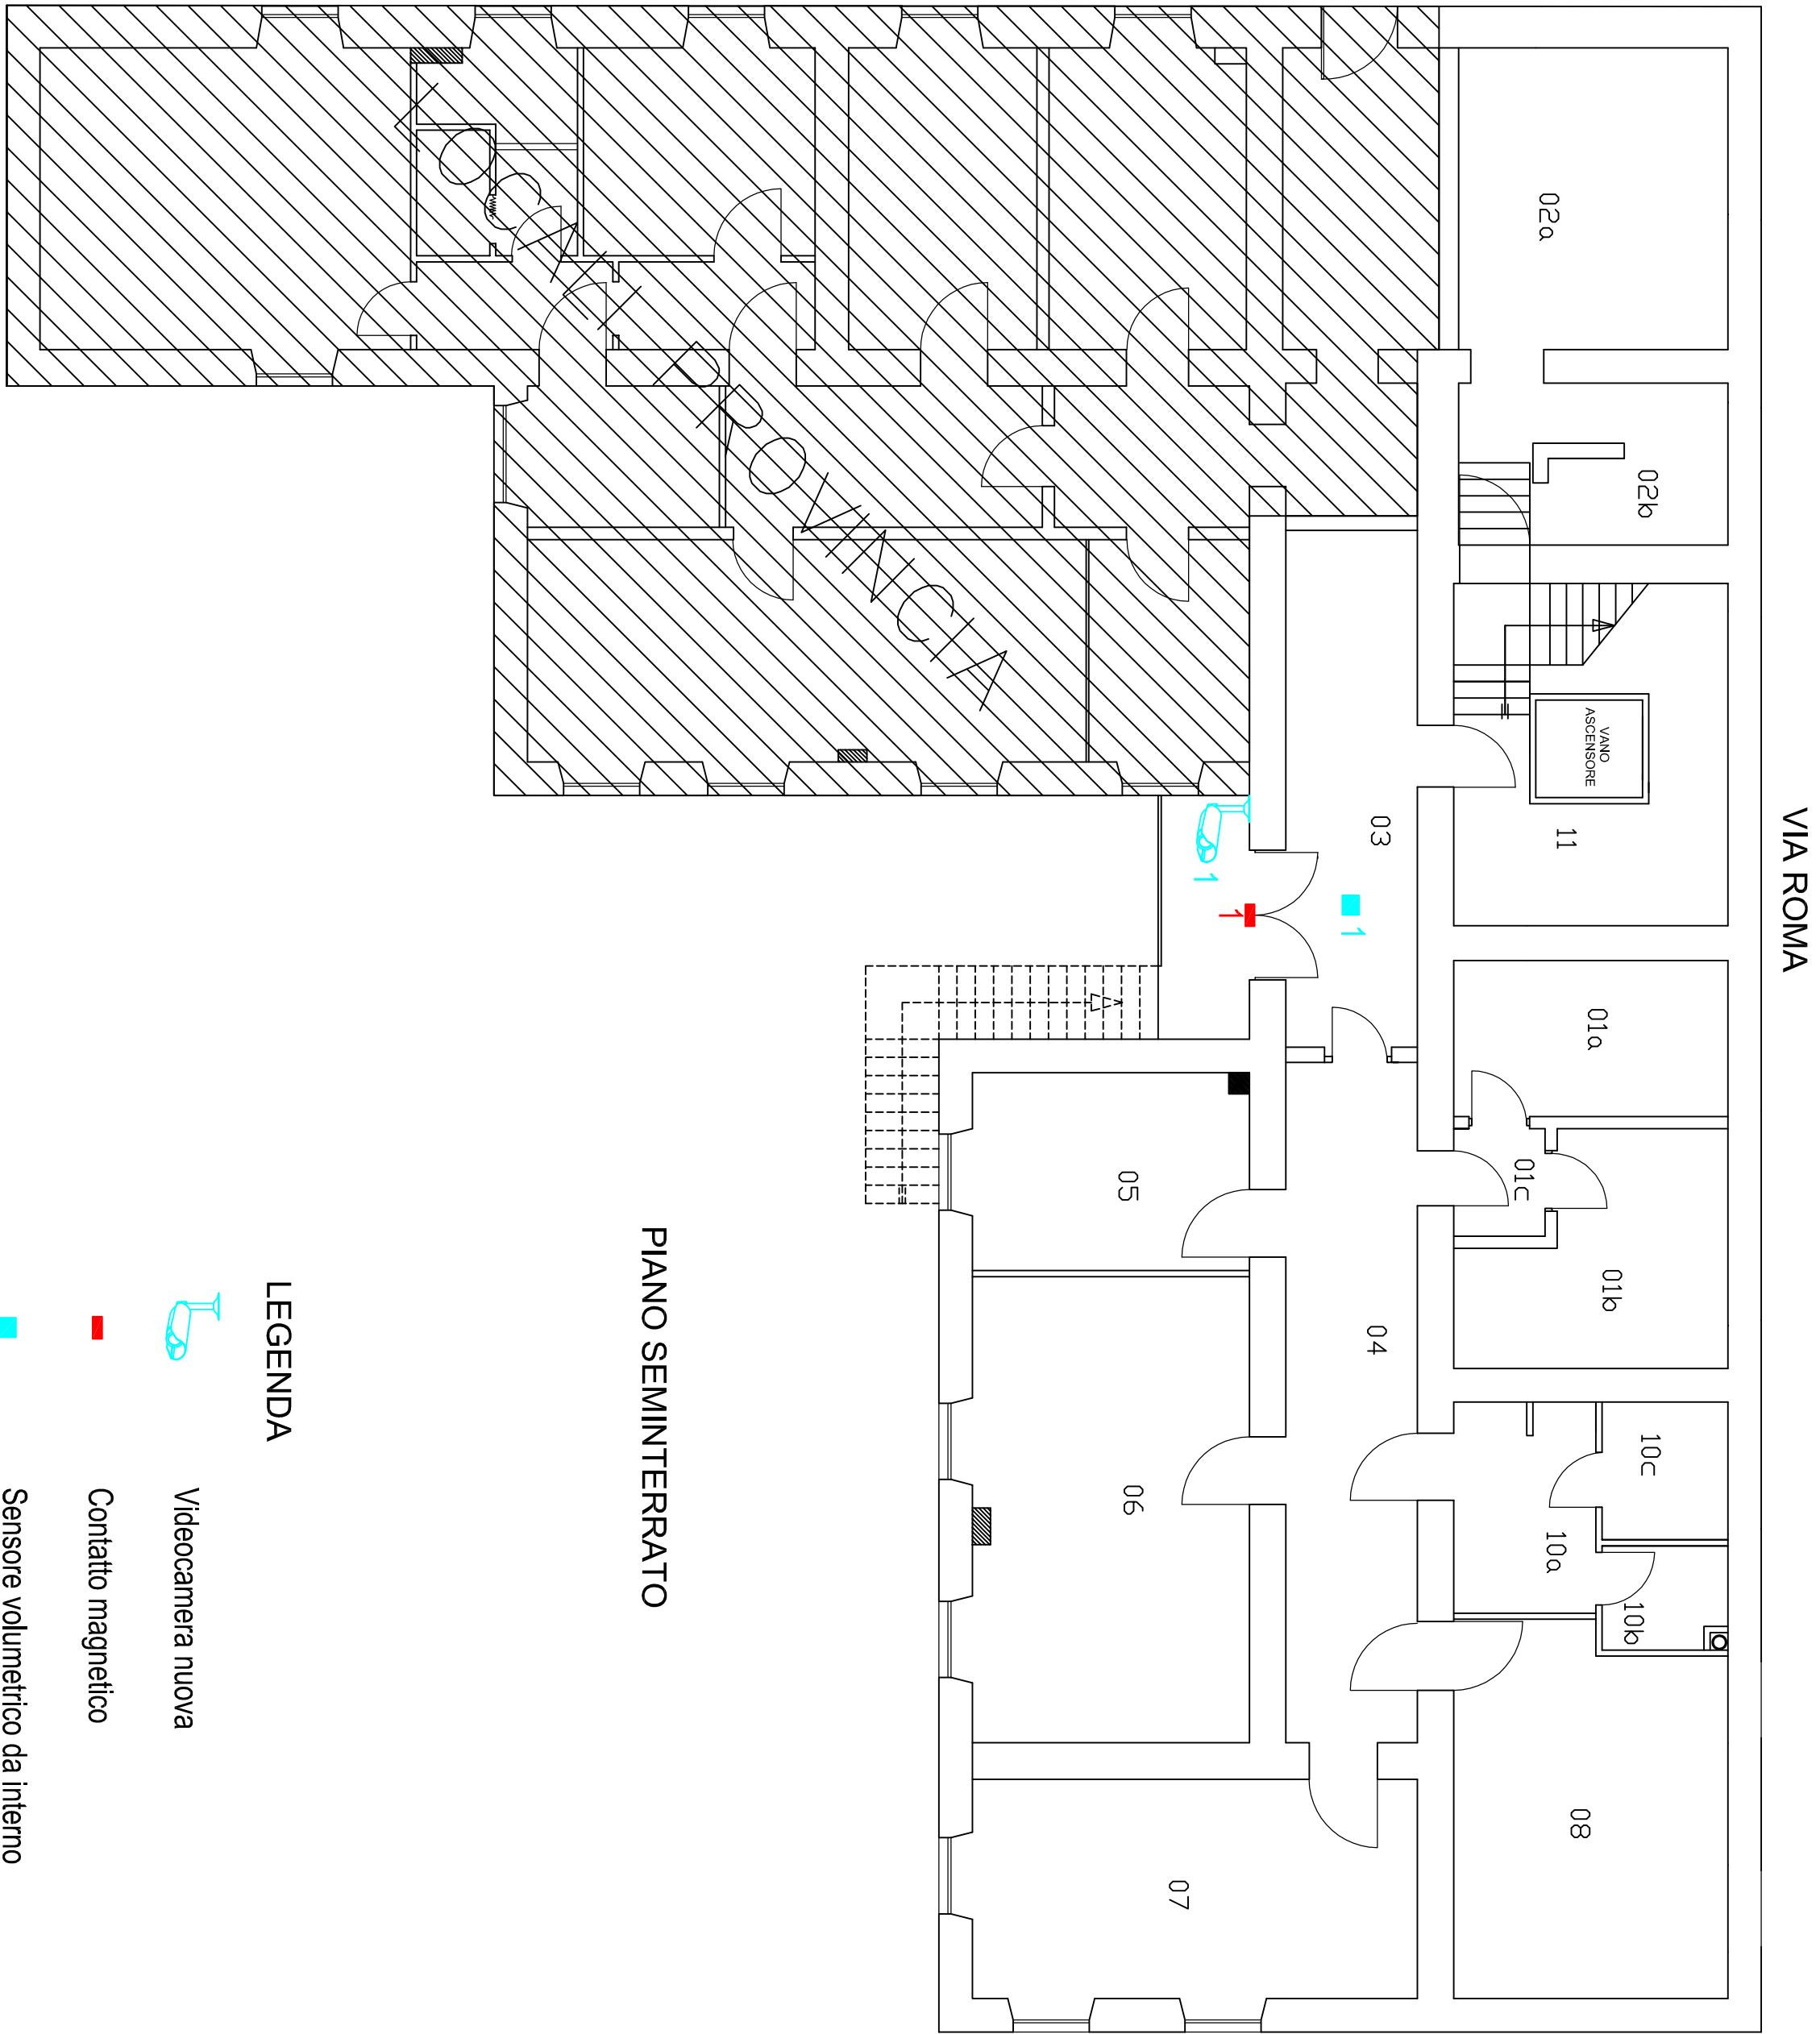 VIA ROMA
02a
02b
VANO
ASCENSORE
11
03
1
1
1
01a
01c
01b
04
05
06
10c
10a
10b
08
07
LOCALI PROVINCIA
PIANO SEMINTERRATO
LEGENDA
Videocamera nuova
Contatto magnetico
Sensore volumetrico da interno